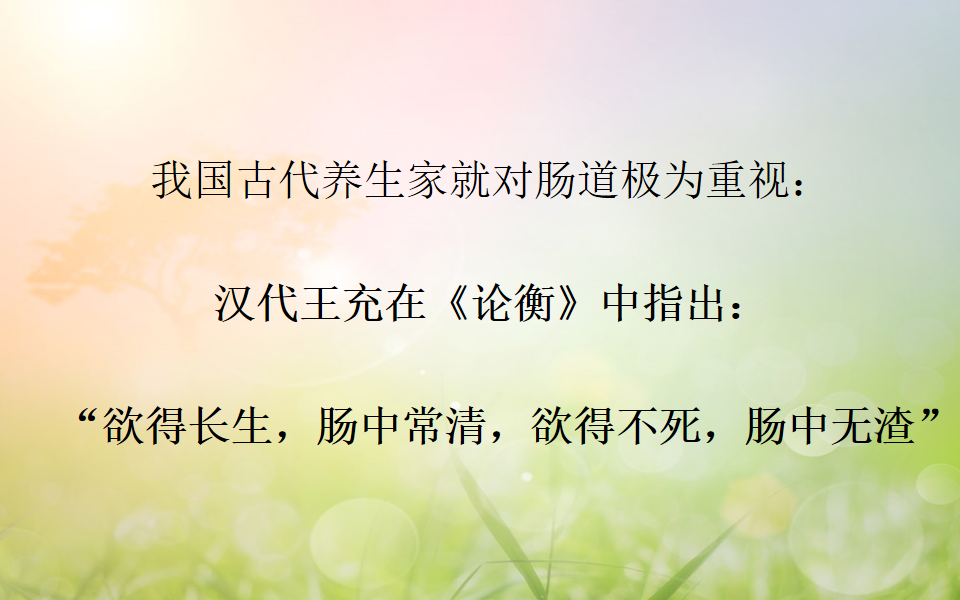 我国古代养生家就对肠道极为重视：
汉代王充在《论衡》中指出：
“欲得长生，肠中常清，欲得不死，肠中无渣”